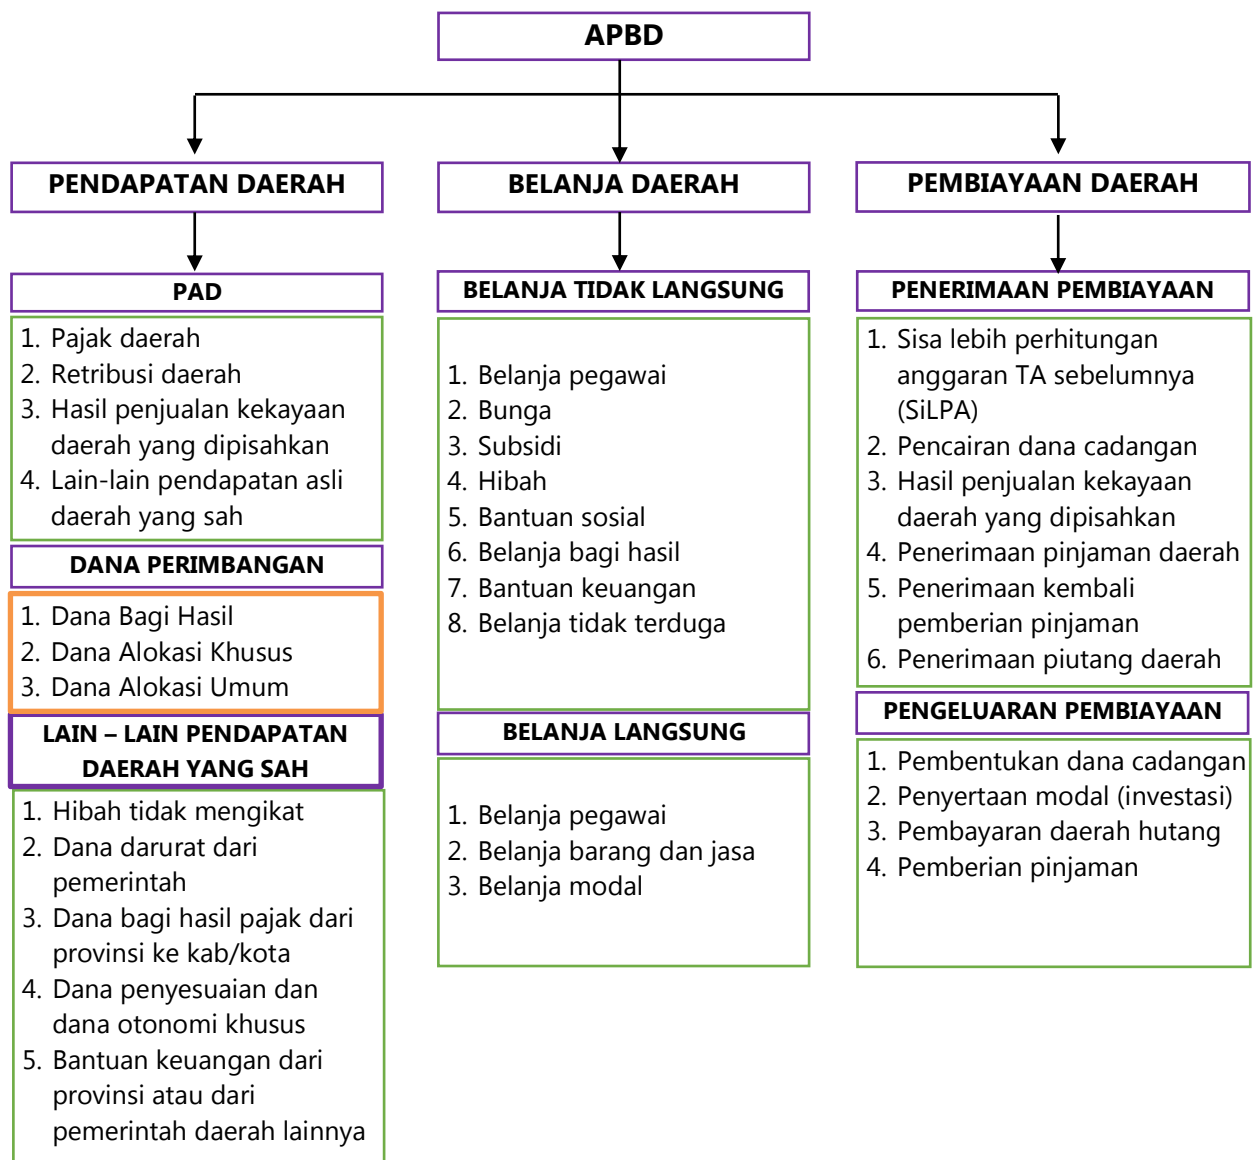 APBD
PENDAPATAN DAERAH
PAD
1. Pajak daerah
2. Retribusi daerah
3. Hasil penjualan kekayaan
daerah yang dipisahkan
4. Lain-lain pendapatan asli
daerah yang sah
DANA PERIMBANGAN
1. Dana Bagi Hasil
2. Dana Alokasi Khusus
3. Dana Alokasi Umum
LAIN – LAIN PENDAPATAN
DAERAH YANG SAH
1. Hibah tidak mengikat
2. Dana darurat dari
pemerintah
3. Dana bagi hasil pajak dari
provinsi ke kab/kota
4. Dana penyesuaian dan
dana otonomi khusus
5. Bantuan keuangan dari
provinsi atau dari
pemerintah daerah lainnya
BELANJA DAERAH
BELANJA TIDAK LANGSUNG
1. Belanja pegawai
2. Bunga
3. Subsidi
4. Hibah
5. Bantuan sosial
6. Belanja bagi hasil
7. Bantuan keuangan
8. Belanja tidak terduga
BELANJA LANGSUNG
1. Belanja pegawai
2. Belanja barang dan jasa
3. Belanja modal
PEMBIAYAAN DAERAH
PENERIMAAN PEMBIAYAAN
1. Sisa lebih perhitungan
anggaran TA sebelumnya
(SiLPA)
2. Pencairan dana cadangan
3. Hasil penjualan kekayaan
daerah yang dipisahkan
4. Penerimaan pinjaman daerah
5. Penerimaan kembali
pemberian pinjaman
6. Penerimaan piutang daerah
PENGELUARAN PEMBIAYAAN
1. Pembentukan dana cadangan
2. Penyertaan modal (investasi)
3. Pembayaran daerah hutang
4. Pemberian pinjaman